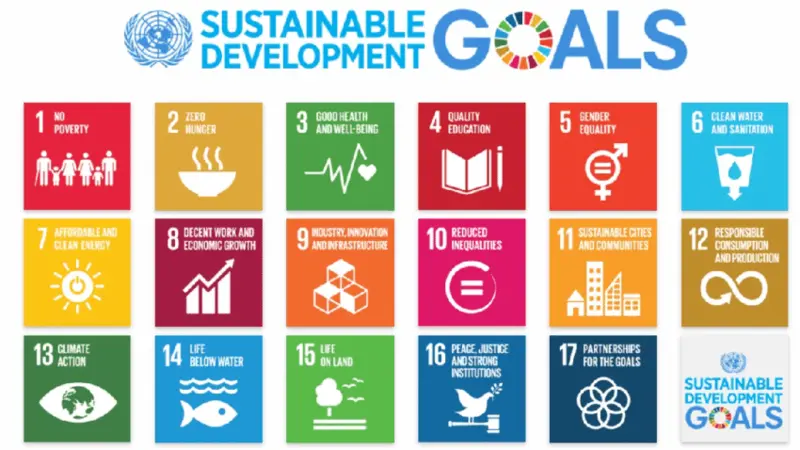 SUSTAINABLE
DEVELOPMENT
GOALS
1 NO
POVERTY
2 ZERO
HUNGER
3 GOOD HEALTH
AND WELL-BEING
4 QUALITY
EDUCATION
5 GENDER
EQUALITY
6 CLEAN WATER
AND SANITATION
7 AFFORDABLE AND
CLEAN ENERGY
8 DECENT WORK AND
ECONOMIC GROWTH
9 INDUSTRY, INNOVATION
AND INFRASTRUCTURE
10 REDUCED
INEQUALITIES
11 SUSTAINABLE CITIES
AND COMMUNITIES
12 RESPONSIBLE
CONSUMPTION
AND PRODUCTION
13 CLIMATE
ACTION
14 LIFE
BELOW WATER
15 LIFE
ON LAND
16 PEACE, JUSTICE
AND STRONG
INSTITUTIONS
17 PARTNERSHIPS
FOR THE GOALS
SUSTAINABLE
DEVELOPMENT
GOALS